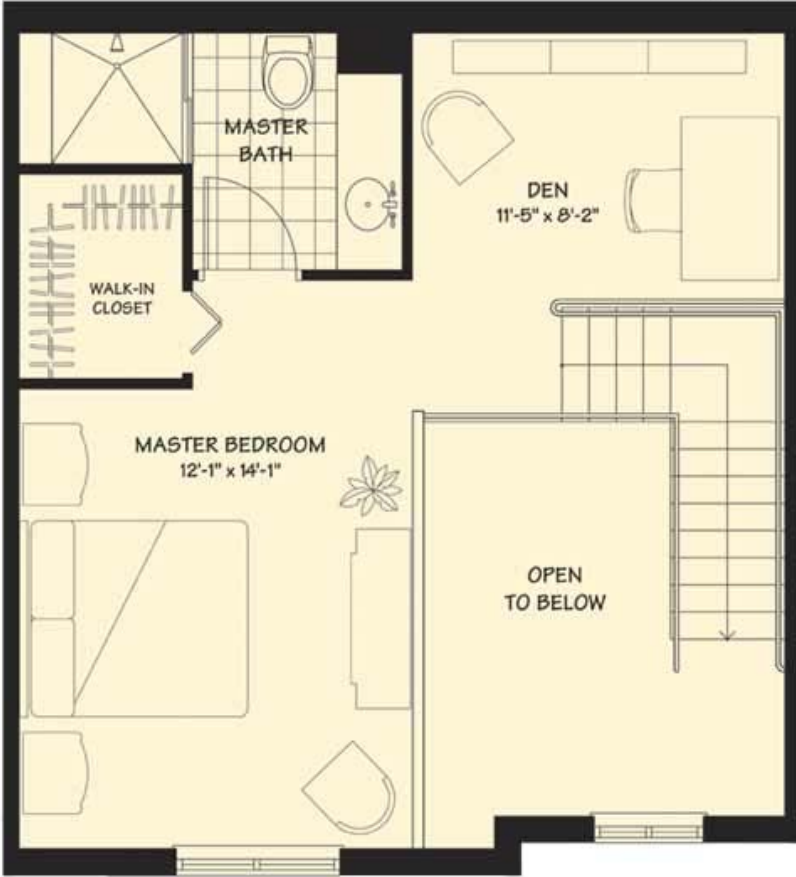 MASTER
BATH
DEN
11'-5" x 8'-2"
WALK-IN
CLOSET
MASTER BEDROOM
12'-1" x 14'-1"
OPEN
TO BELOW